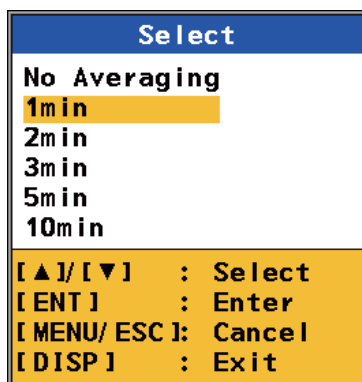 Select
No Averaging
1min
2min
3min
5min
10min
[▲]/[▼] : Select
[ENT] : Enter
[MENU/ESC]: Cancel
[DISP] : Exit